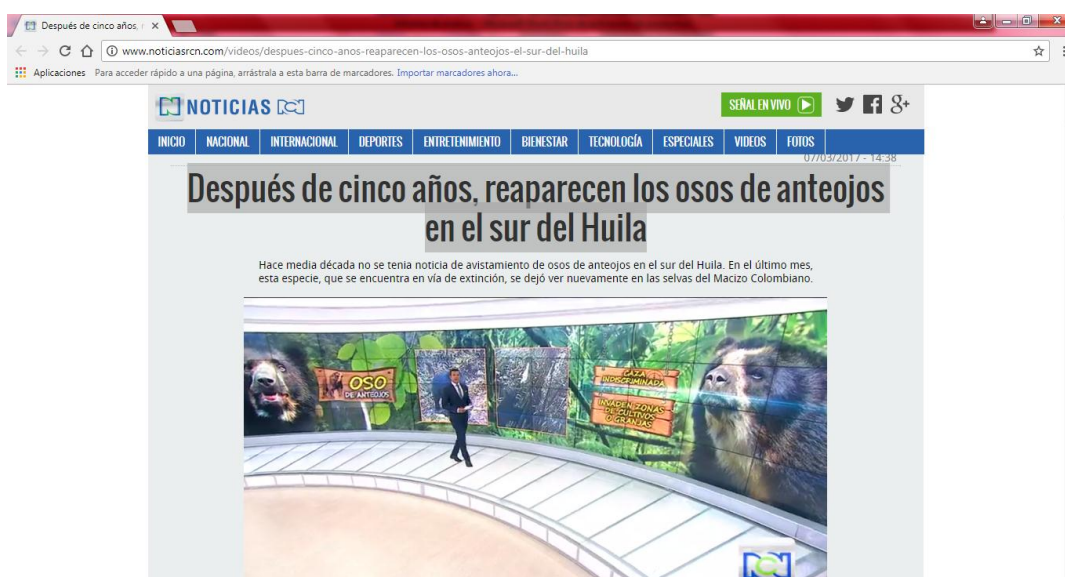 Después de cinco años, r
www.noticiasrcn.com/videos/despues-cinco-anos-reaparecen-los-osos-anteojos-el-sur-del-huila
Aplicaciones Para acceder rápido a una página, arrástrala a esta barra de marcadores. Importar marcadores ahora...
NOTICIAS RCN
SEÑAL EN VIVO
INICIO NACIONAL INTERNACIONAL DEPORTES ENTRETENIMIENTO BIENESTAR TECNOLOGÍA ESPECIALES VIDEOS FOTOS
07/03/2017 - 14:38
Después de cinco años, reaparecen los osos de anteojos
en el sur del Huila
Hace media década no se tenia noticia de avistamiento de osos de anteojos en el sur del Huila. En el último mes,
esta especie, que se encuentra en vía de extinción, se dejó ver nuevamente en las selvas del Macizo Colombiano.
OSO
DE ANTEOJOS
CAZA
INDISCRIMINADA
INVADEN ZONAS
DE CULTIVOS
O GRANJAS
RCN